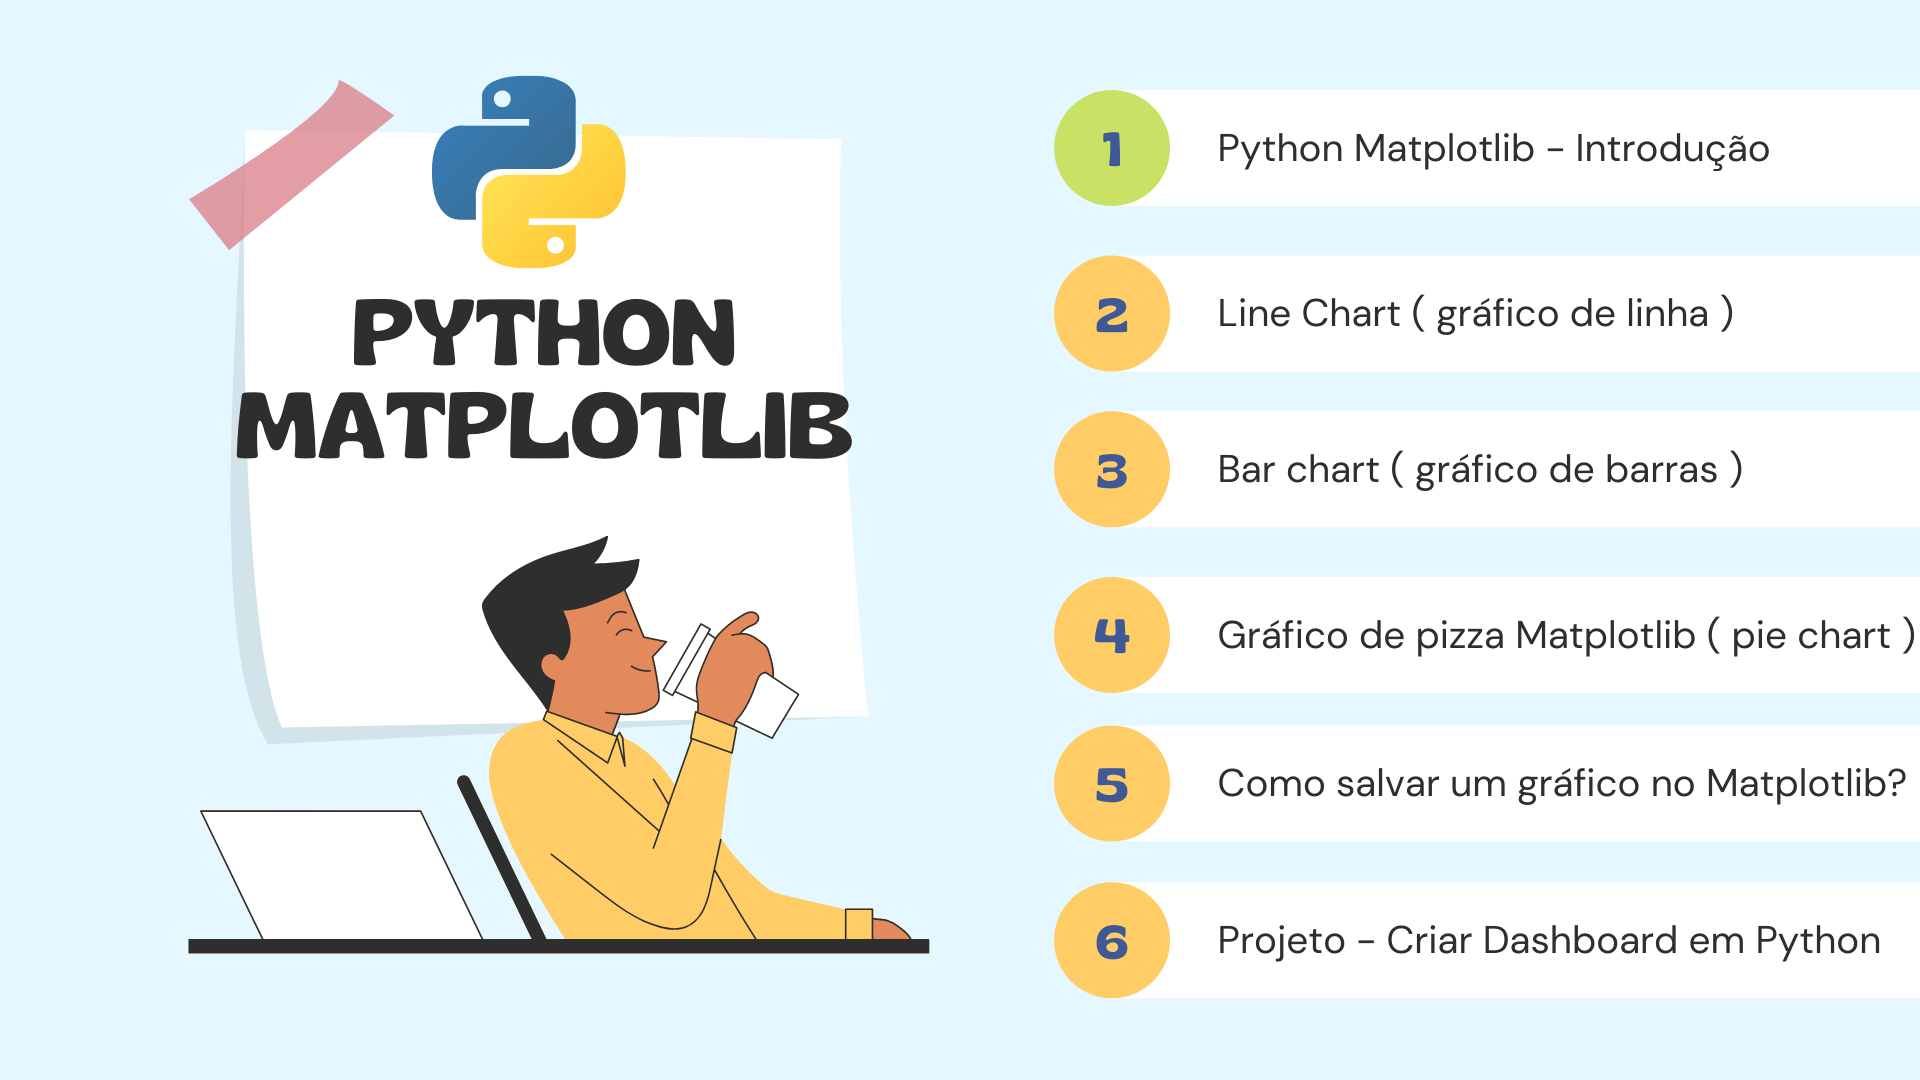 PYTHON
MATPLOTLIB
1
Python Matplotlib - Introdução
2
Line Chart ( gráfico de linha )
3
Bar chart ( gráfico de barras )
4
Gráfico de pizza Matplotlib ( pie chart )
5
Como salvar um gráfico no Matplotlib?
6
Projeto - Criar Dashboard em Python